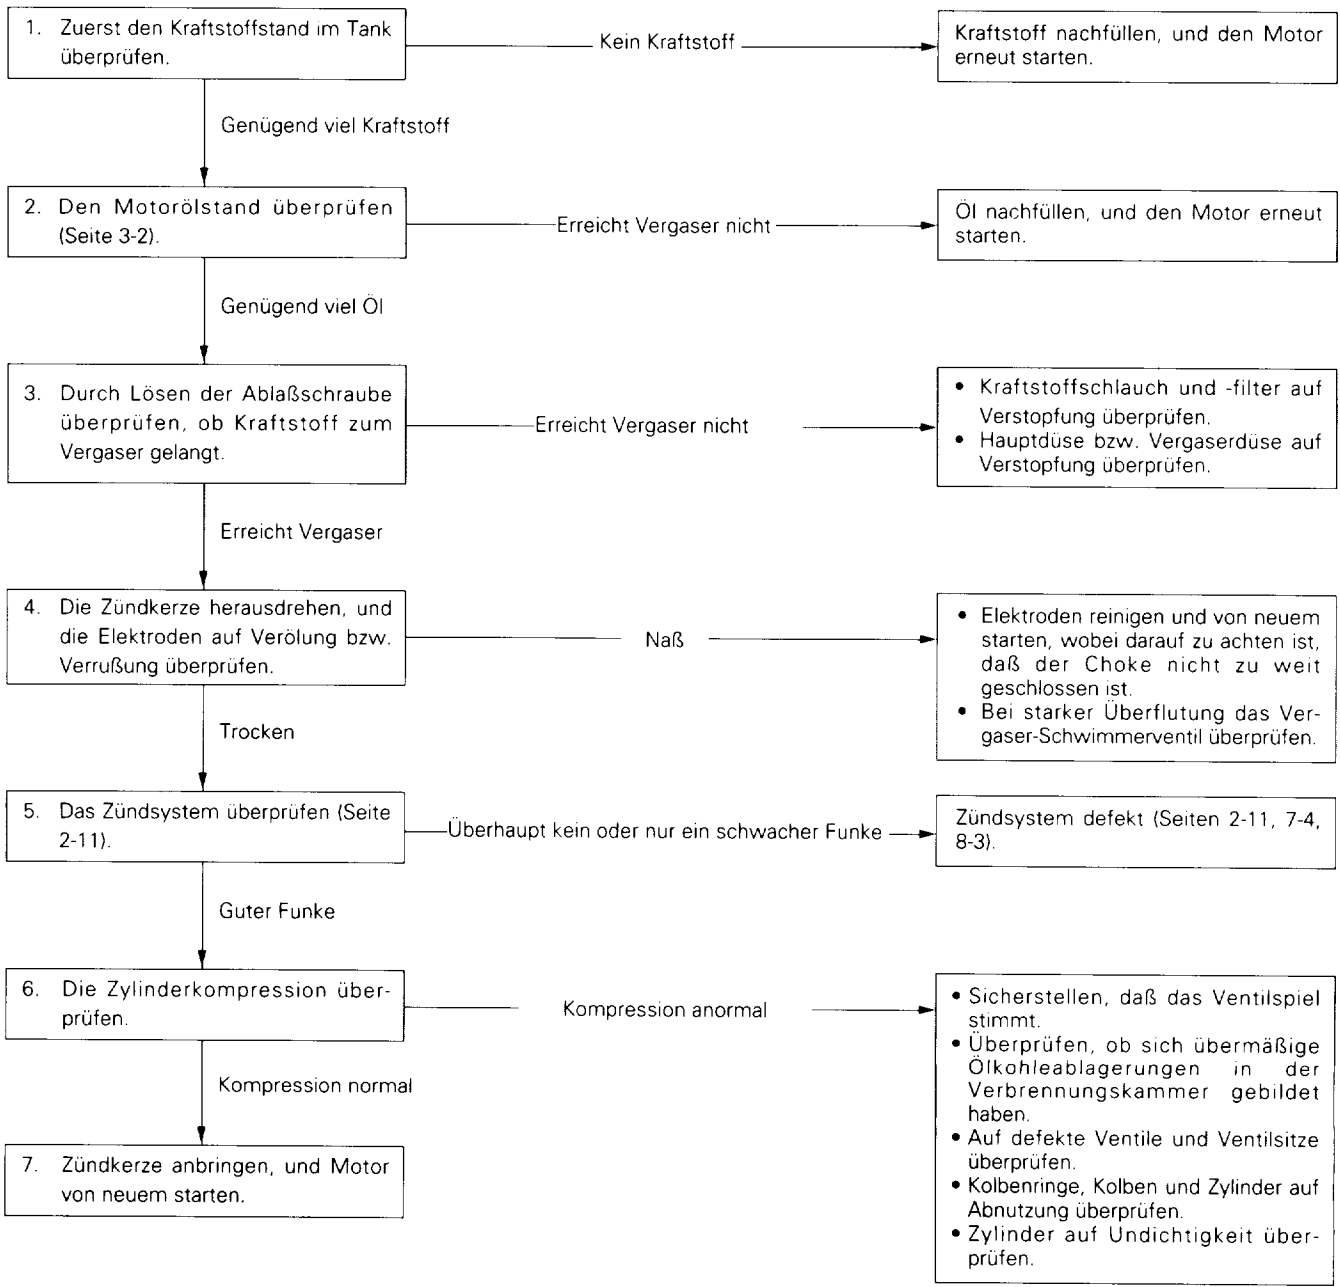 1. Zuerst den Kraftstoffstand im Tank
überprüfen.
Kein Kraftstoff
Kraftstoff nachfüllen, und den Motor
erneut starten.
Genügend viel Kraftstoff
2. Den Motorölstand überprüfen
(Seite 3-2).
Erreicht Vergaser nicht
Öl nachfüllen, und den Motor erneut
starten.
Genügend viel Öl
3. Durch Lösen der Ablaßschraube
überprüfen, ob Kraftstoff zum
Vergaser gelangt.
Erreicht Vergaser nicht
• Kraftstoffschlauch und -filter auf
Verstopfung überprüfen.
• Hauptdüse bzw. Vergaserdüse auf
Verstopfung überprüfen.
Erreicht Vergaser
4. Die Zündkerze herausdrehen, und
die Elektroden auf Verölung bzw.
Verrußung überprüfen.
Naß
• Elektroden reinigen und von neuem
starten, wobei darauf zu achten ist,
daß der Choke nicht zu weit
geschlossen ist.
• Bei starker Überflutung das Ver-
gaser-Schwimmerventil überprüfen.
Trocken
5. Das Zündsystem überprüfen (Seite
2-11).
Überhaupt kein oder nur ein schwacher Funke
Zündsystem defekt (Seiten 2-11, 7-4,
8-3).
Guter Funke
6. Die Zylinderkompression über-
prüfen.
Kompression anormal
• Sicherstellen, daß das Ventilspiel
stimmt.
• Überprüfen, ob sich übermäßige
Ölkohleablagerungen in der
Verbrennungskammer gebildet
haben.
• Auf defekte Ventile und Ventilsitze
überprüfen.
• Kolbenringe, Kolben und Zylinder auf
Abnutzung überprüfen.
• Zylinder auf Undichtigkeit über-
prüfen.
Kompression normal
7. Zündkerze anbringen, und Motor
von neuem starten.